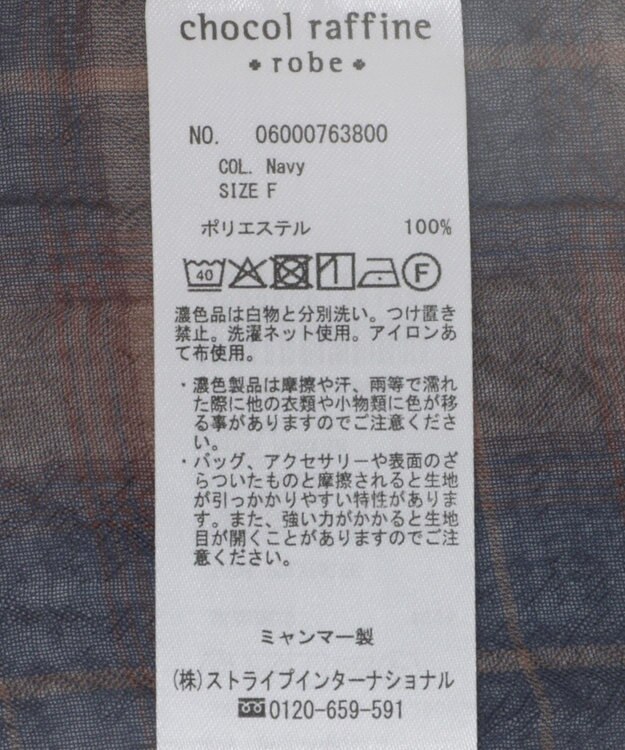 chocol raffine
robe
NO. 06000763800
COL. Navy
SIZE F
ポリエステル 100%
40 F
濃色品は白物と分別洗い。つけ置き
禁止。洗濯ネット使用。アイロンあ
て布使用。
・濃色製品は摩擦や汗、雨等で濡れ
た際に他の衣類や小物類に色が移
る事がありますのでご注意くださ
い。
・バッグ、アクセサリーや表面のざ
らついたものと摩擦されると生地
が引っかかりやすい特性がありま
す。また、強い力がかかると生地
目が開くことがありますのでご注
意ください。
ミャンマー製
(株)ストライプインターナショナル
0120-659-591